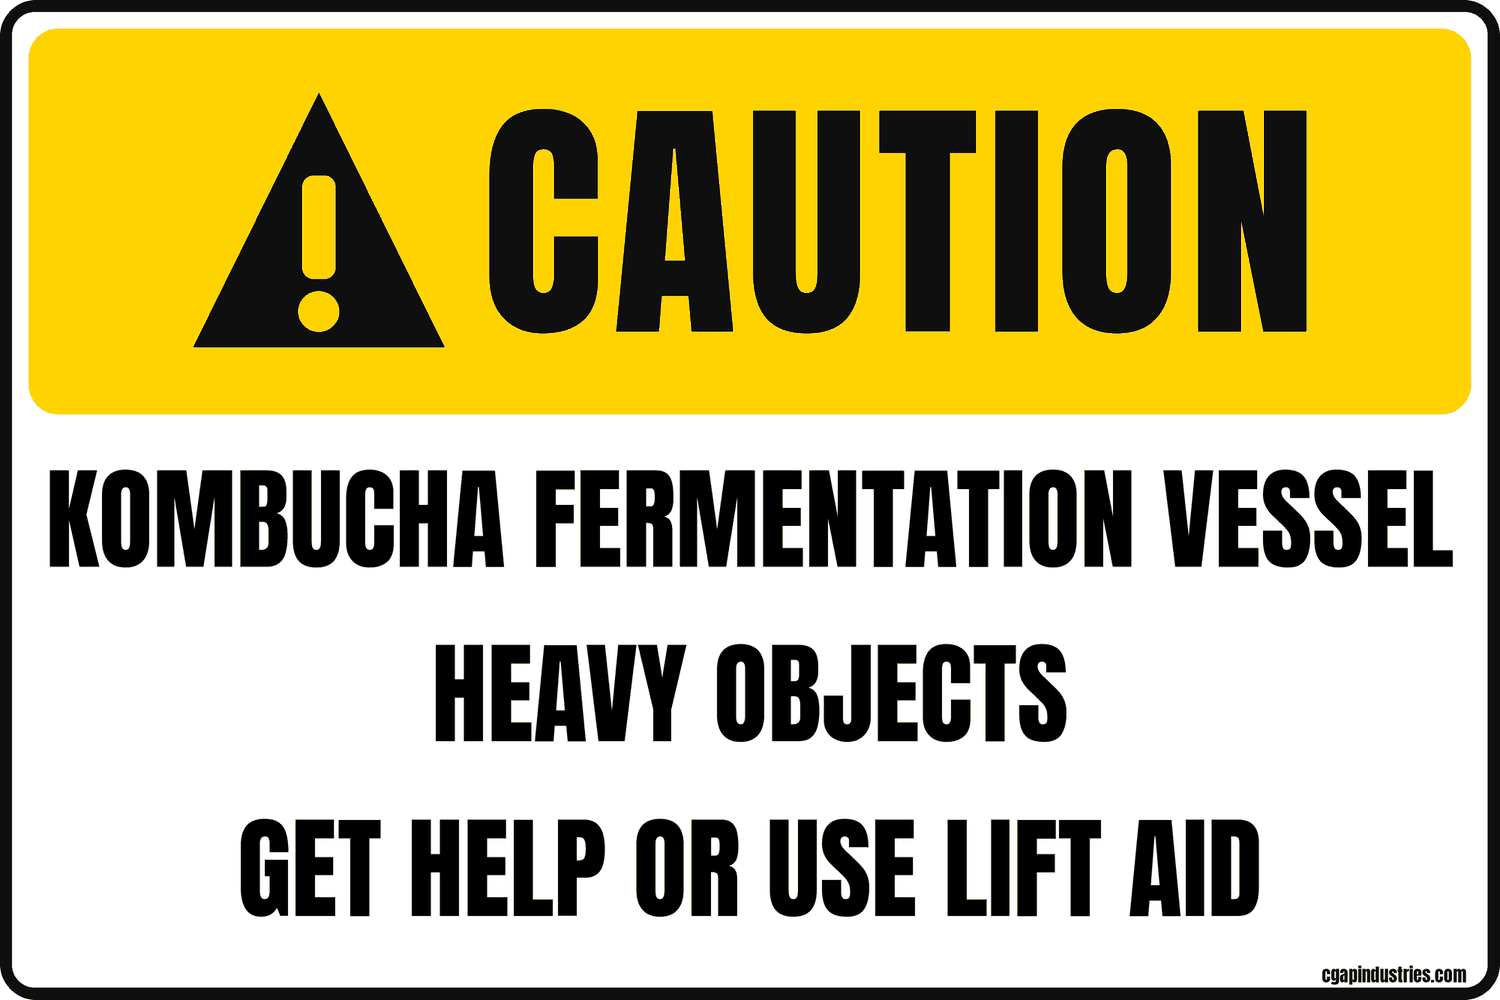 CAUTION
KOMBUCHA FERMENTATION VESSEL
HEAVY OBJECTS
GET HELP OR USE LIFT AID
cgapindustries.com